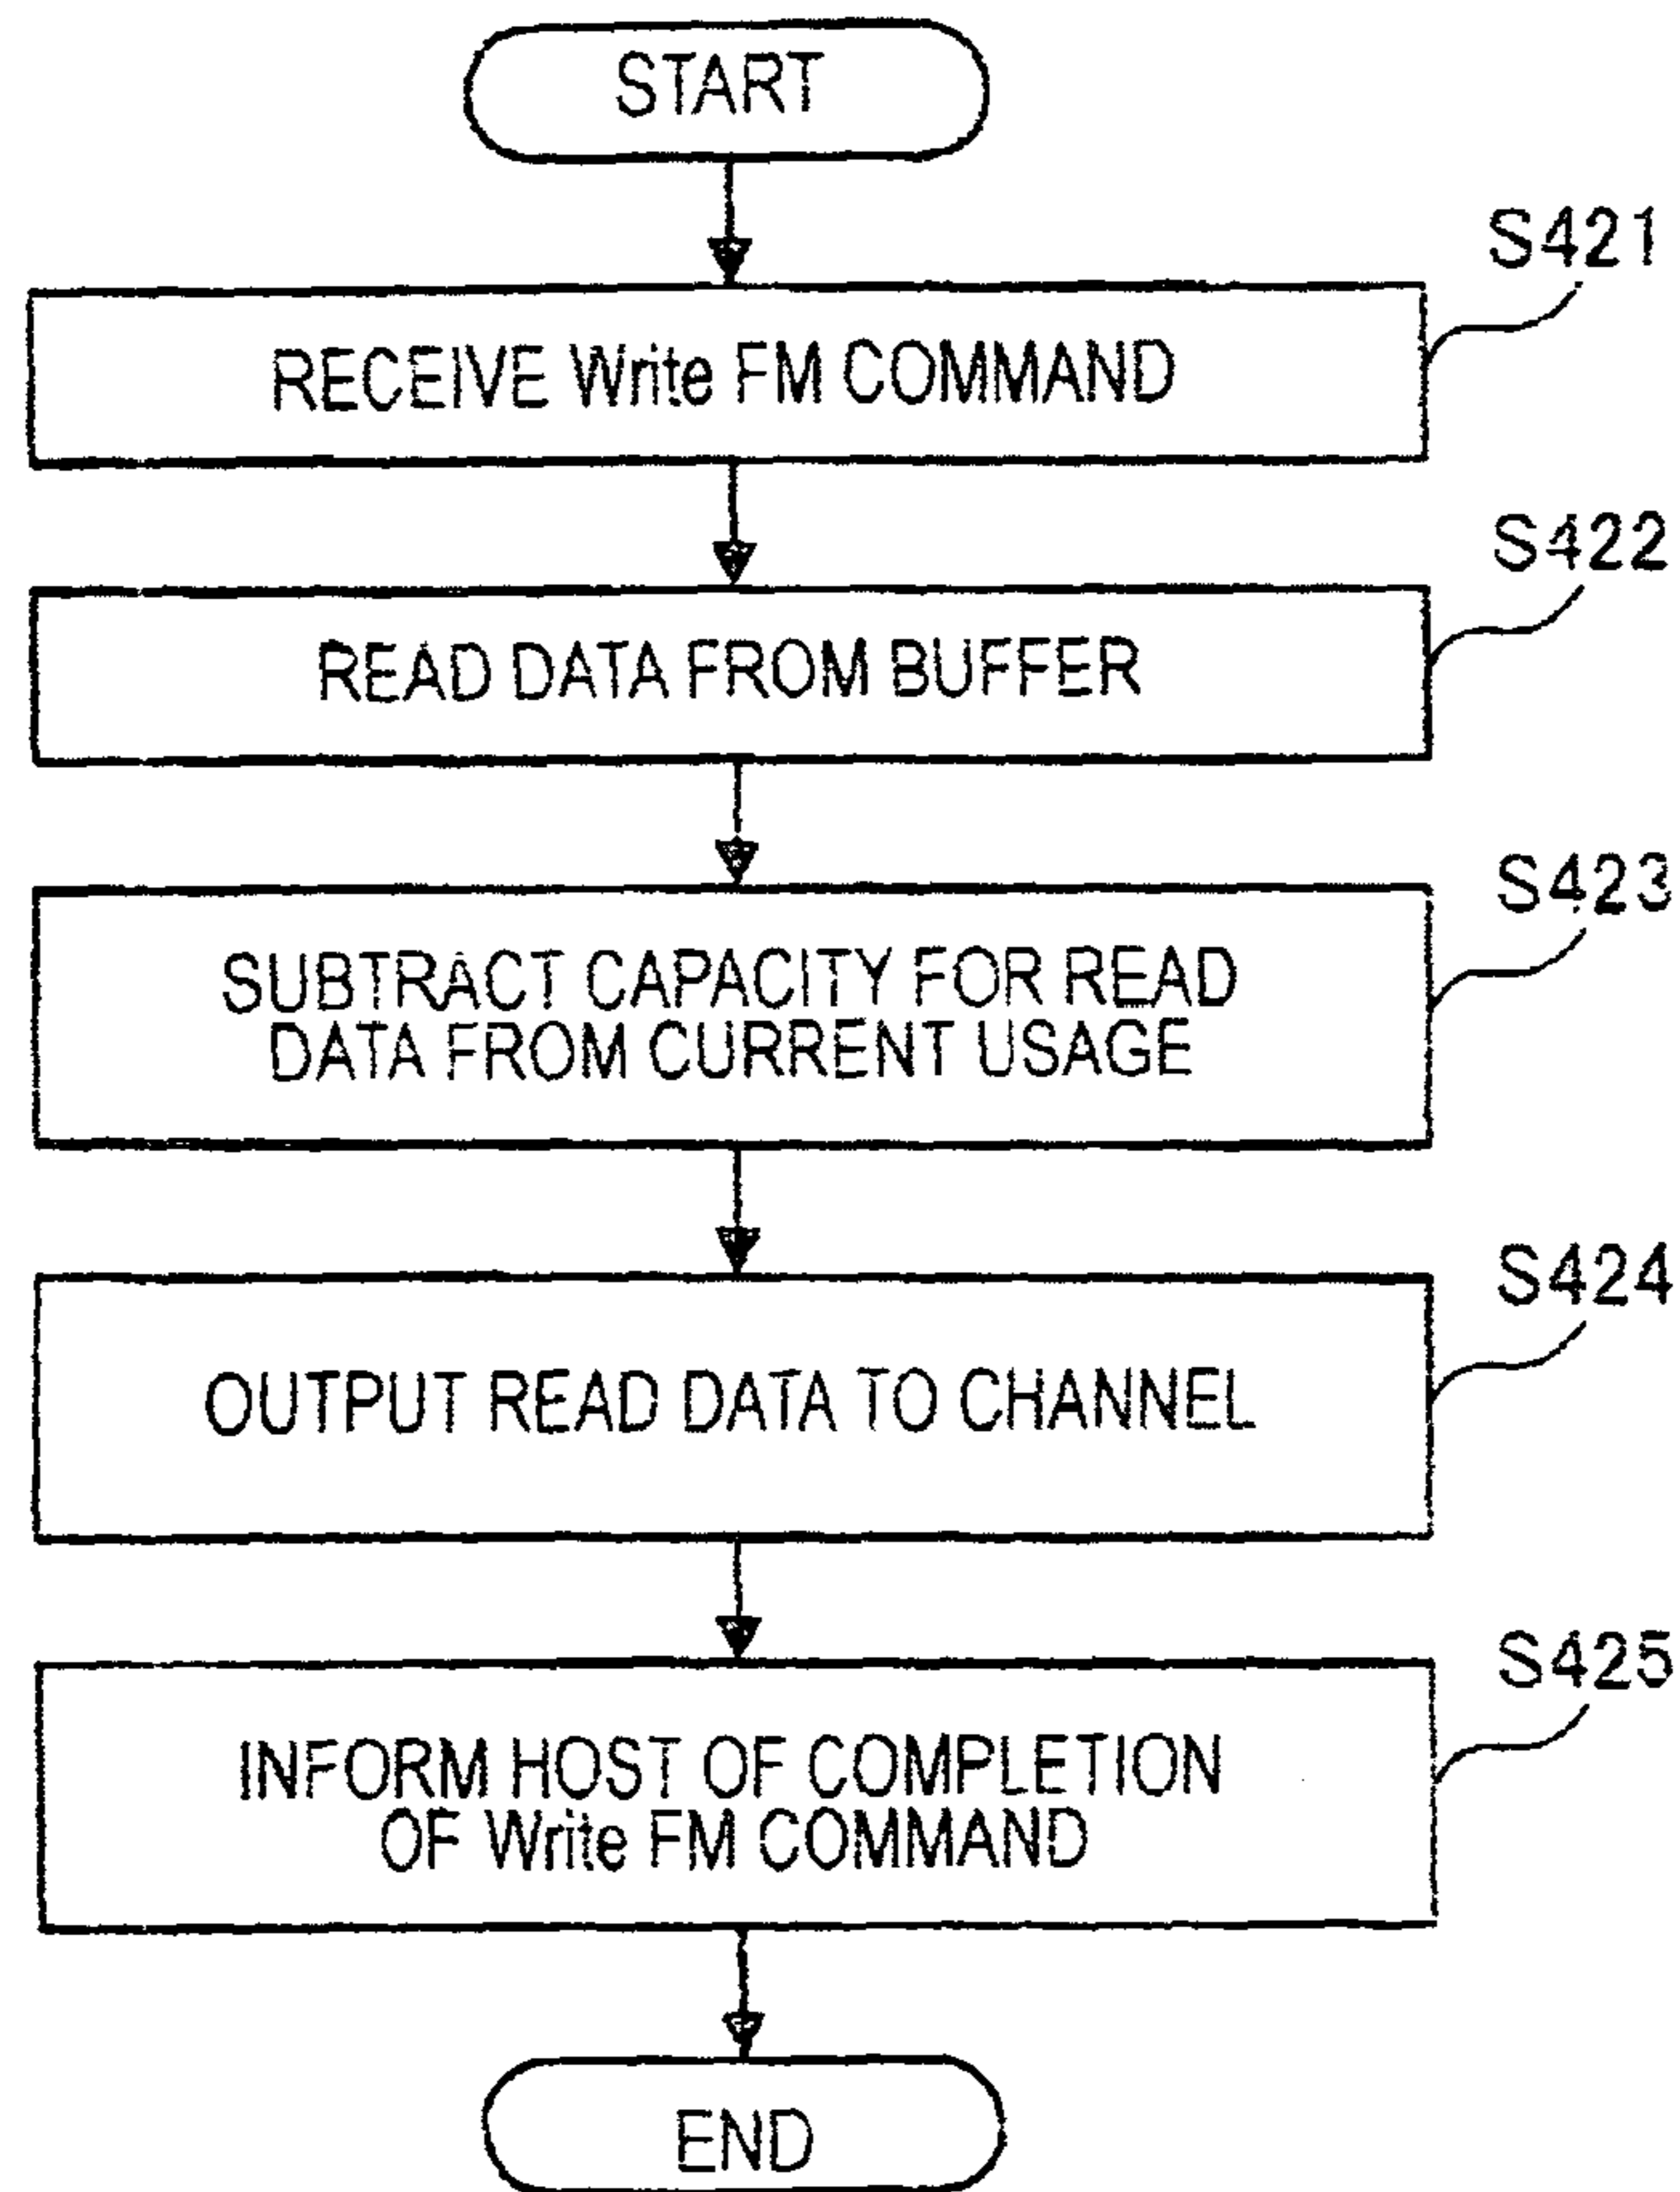 START
S421
RECEIVE Write FM COMMAND
S422
READ DATA FROM BUFFER
S423
SUBTRACT CAPACITY FOR READ
DATA FROM CURRENT USAGE
S424
OUTPUT READ DATA TO CHANNEL
S425
INFORM HOST OF COMPLETION
OF Write FM COMMAND
END